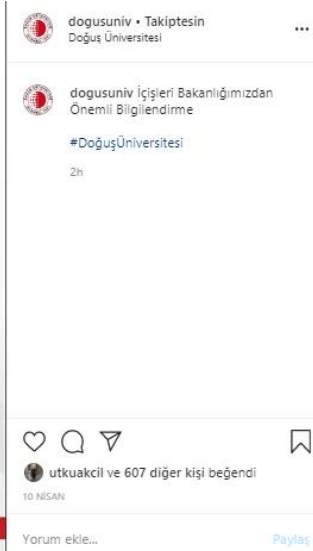 dogusuniv • Takiptesin
Doğuş Üniversitesi
dogusuniv İçişleri Bakanlığımızdan
Önemli Bilgilendirme
#DoğuşÜniversitesi
2h
utkuakcil ve 607 diğer kişi beğendi
10 NİSAN
Yorum ekle...
Paylaş